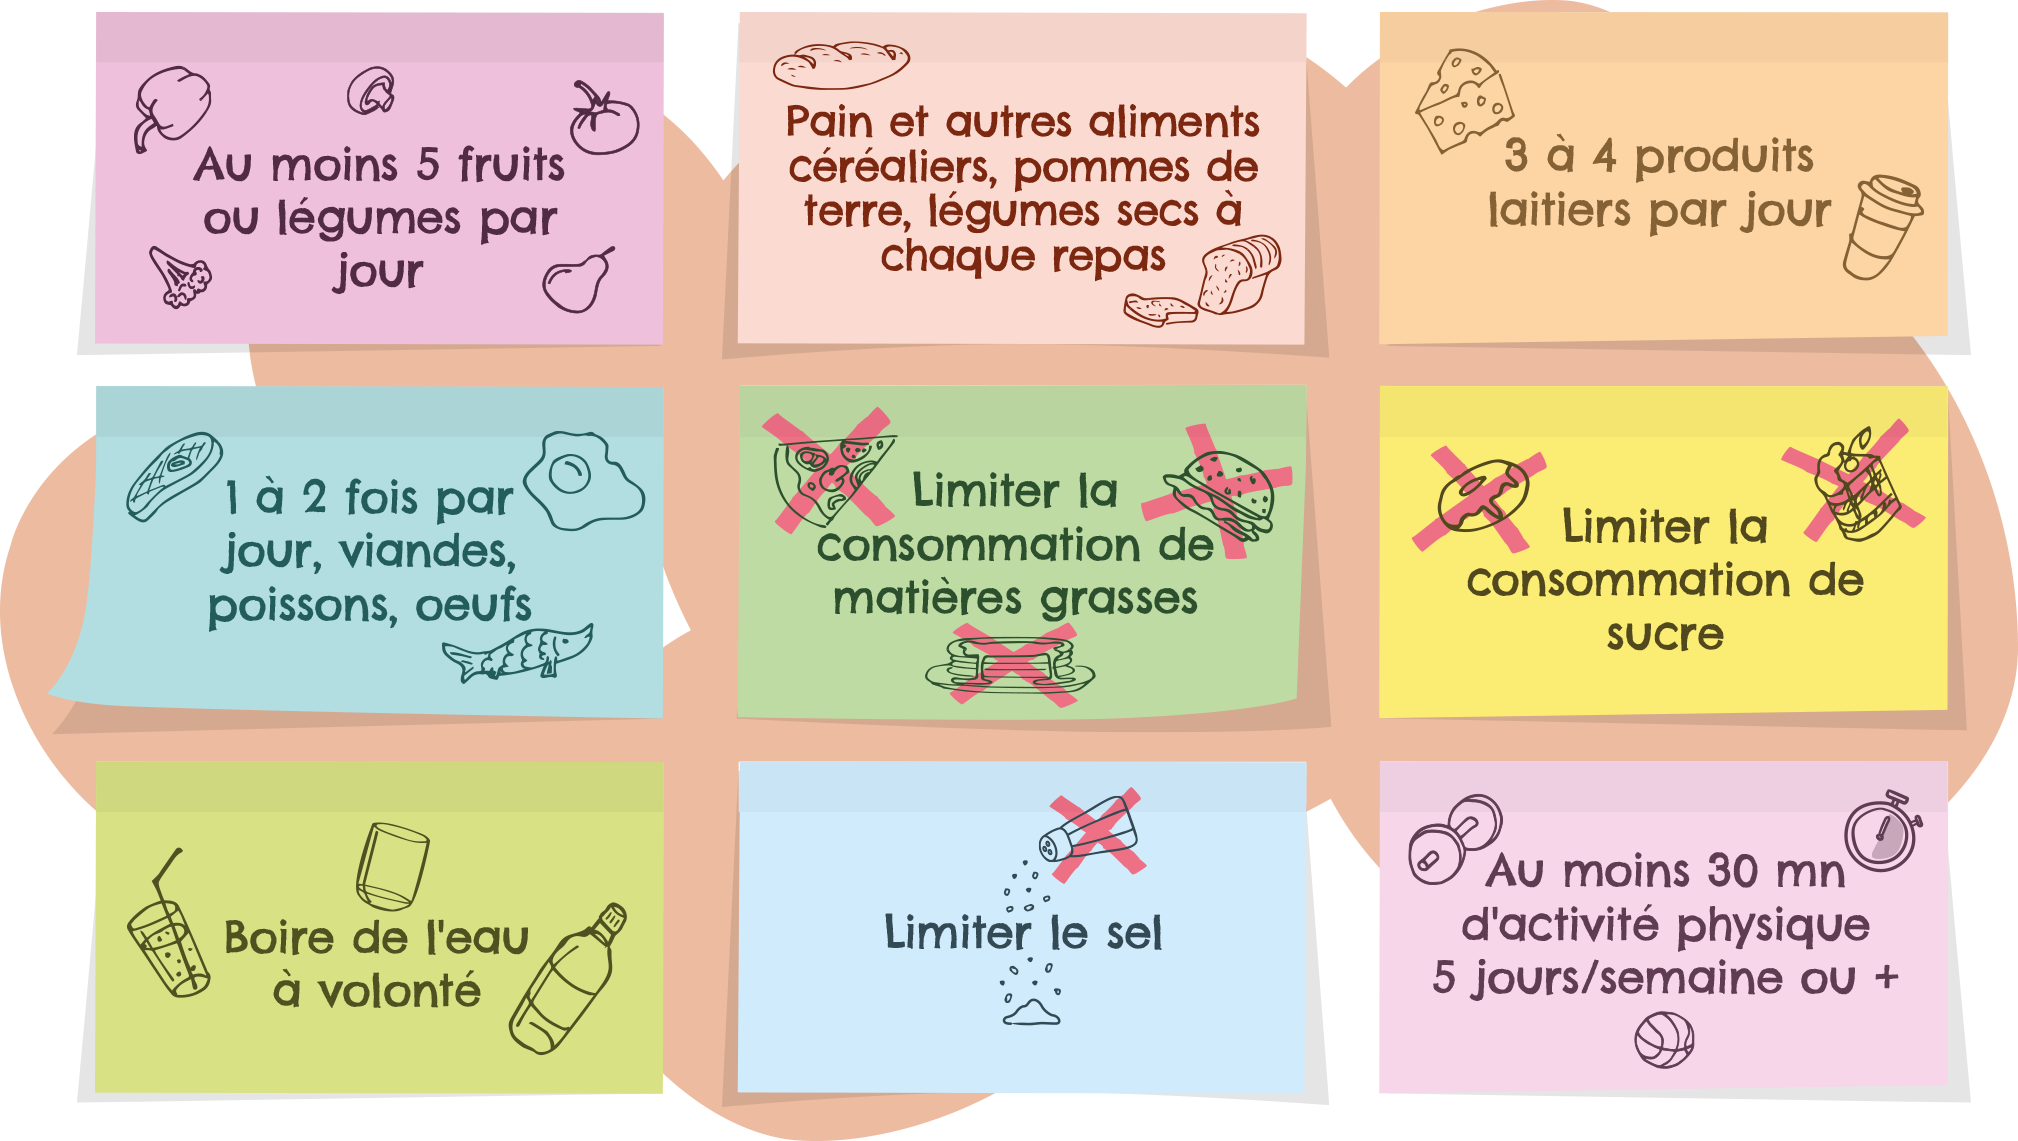 Au moins 5 fruits
ou légumes par
jour
Pain et autres aliments
céréaliers, pommes de
terre, légumes secs à
chaque repas
3 à 4 produits
laitiers par jour
1 à 2 fois par
jour, viandes,
poissons, oeufs
Limiter la
consommation de
matières grasses
Limiter la
consommation de
sucre
Boire de l'eau
à volonté
Limiter le sel
Au moins 30 mn
d'activité physique
5 jours/semaine ou +